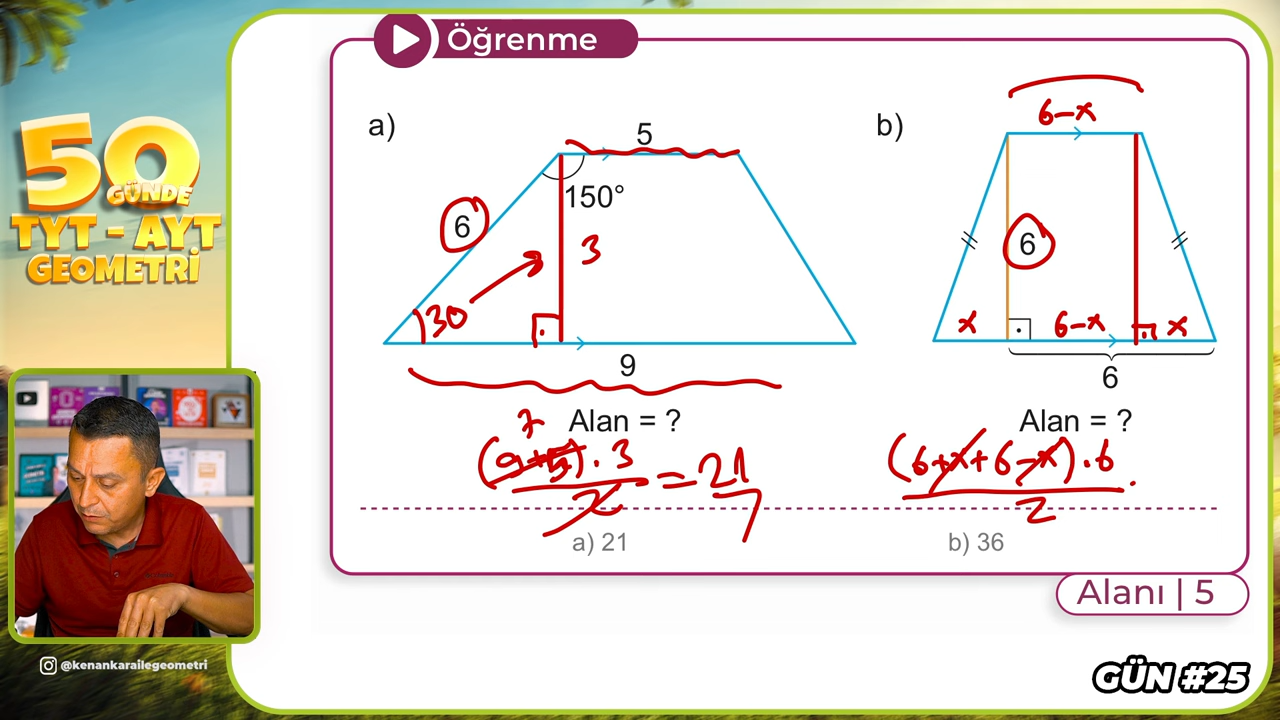 Öğrenme
50
GÜNDE
TYT - AYT
GEOMETRİ
a)
5
150°
6
3
30
9
Alan = ?
7
(9+5).3
= 21
2
a) 21
b)
6-x
6
x
6-x
x
6
Alan = ?
(6+x+6-x).6
2
b) 36
Alanı | 5
@kenankarailegeometri
GÜN #25